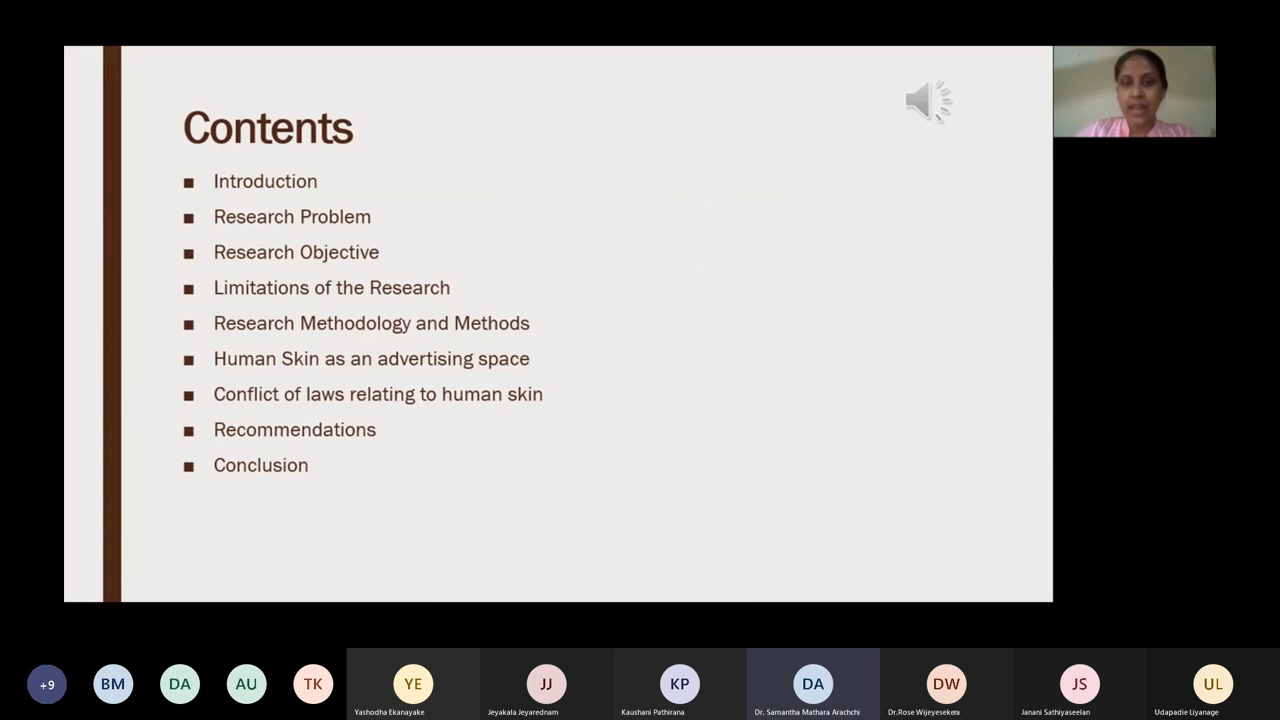 Contents
Introduction
Research Problem
Research Objective
Limitations of the Research
Research Methodology and Methods
Human Skin as an advertising space
Conflict of laws relating to human skin
Recommendations
Conclusion
+9
BM
DA
AU
TK
YE
JJ
KP
DA
DW
JS
UL
Yashodha Ekanayake
Jeyakala Jeyarednam
Kaushani Pathirana
Dr. Samantha Mathara Arachchi
Dr.Rose Wijeyesekera
Janani Sathiyaseelan
Udapadie Liyanage